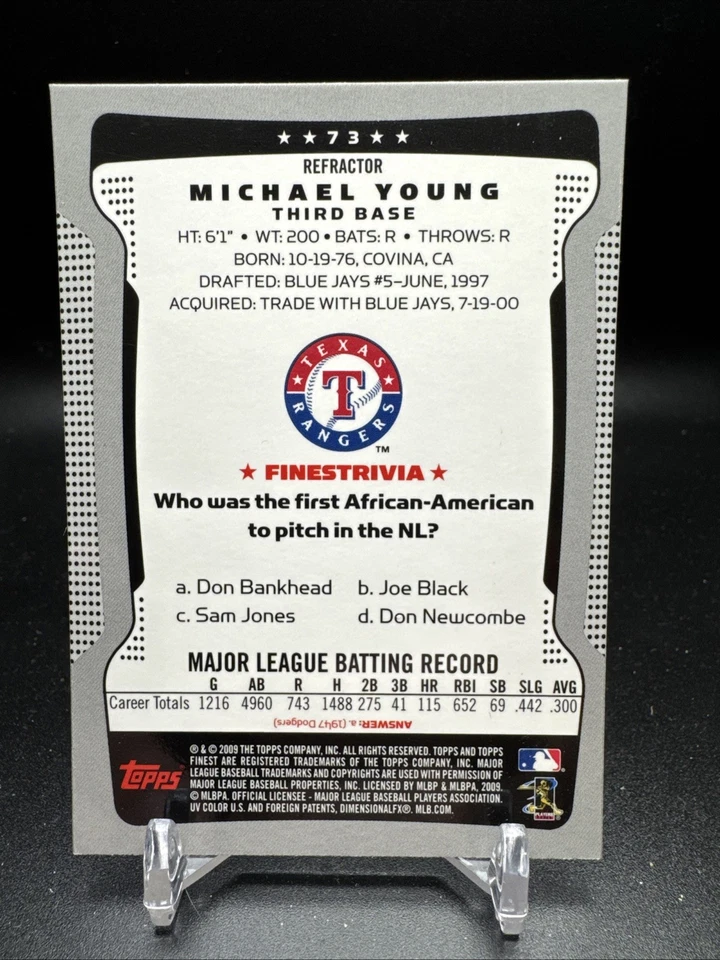 ★ ★ 73 ★ ★
REFRACTOR
MICHAEL YOUNG
THIRD BASE
HT: 6'1" • WT: 200 • BATS: R • THROWS: R
BORN: 10-19-76, COVINA, CA
DRAFTED: BLUE JAYS #5–JUNE, 1997
ACQUIRED: TRADE WITH BLUE JAYS, 7-19-00
TEXAS
T
RANGERS
TM
★ FINESTRIVIA ★
Who was the first African-American
to pitch in the NL?
a. Don Bankhead b. Joe Black
c. Sam Jones d. Don Newcombe
MAJOR LEAGUE BATTING RECORD
G AB R H 2B 3B HR RBI SB SLG AVG
Career Totals 1216 4960 743 1488 275 41 115 652 69 .442 .300
ANSWER: a. (1947 Dodgers)
® & © 2009 THE TOPPS COMPANY, INC. ALL RIGHTS RESERVED. TOPPS AND TOPPS
FINEST ARE REGISTERED TRADEMARKS OF THE TOPPS COMPANY, INC. MAJOR
LEAGUE BASEBALL TRADEMARKS AND COPYRIGHTS ARE USED WITH PERMISSION OF
MAJOR LEAGUE BASEBALL PROPERTIES, INC. LICENSED BY MLBP & MLBPA, 2009.
© MLBPA. OFFICIAL LICENSEE - MAJOR LEAGUE BASEBALL PLAYERS ASSOCIATION.
UV COLOR U.S. AND FOREIGN PATENTS, DIMENSIONALFX®. MLB.COM.
Topps
PLAYERS